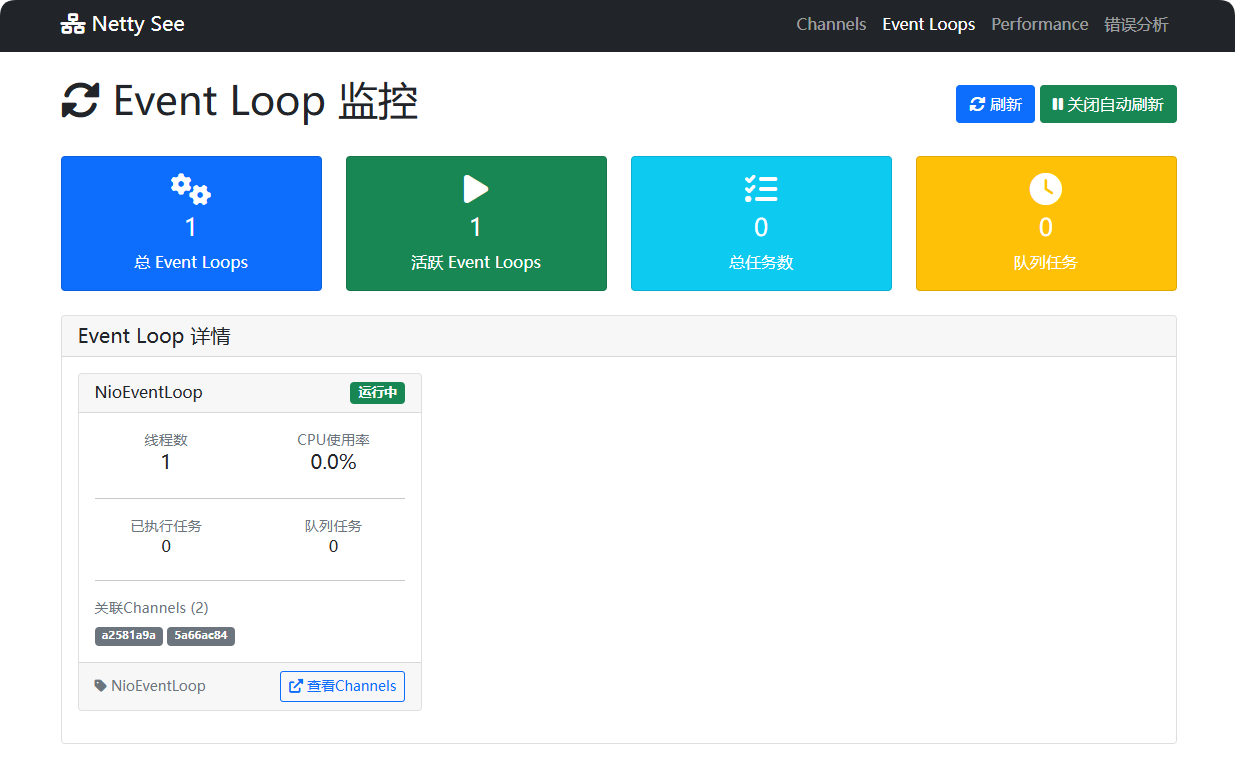 Netty See Channels Event Loops Performance 错误分析
Event Loop 监控 刷新 关闭自动刷新
1
总 Event Loops
1
活跃 Event Loops
0
总任务数
0
队列任务
Event Loop 详情
NioEventLoop 运行中
线程数 CPU使用率
1 0.0%
已执行任务 队列任务
0 0
关联Channels (2)
a2581a9a 5a66ac84
NioEventLoop 查看Channels